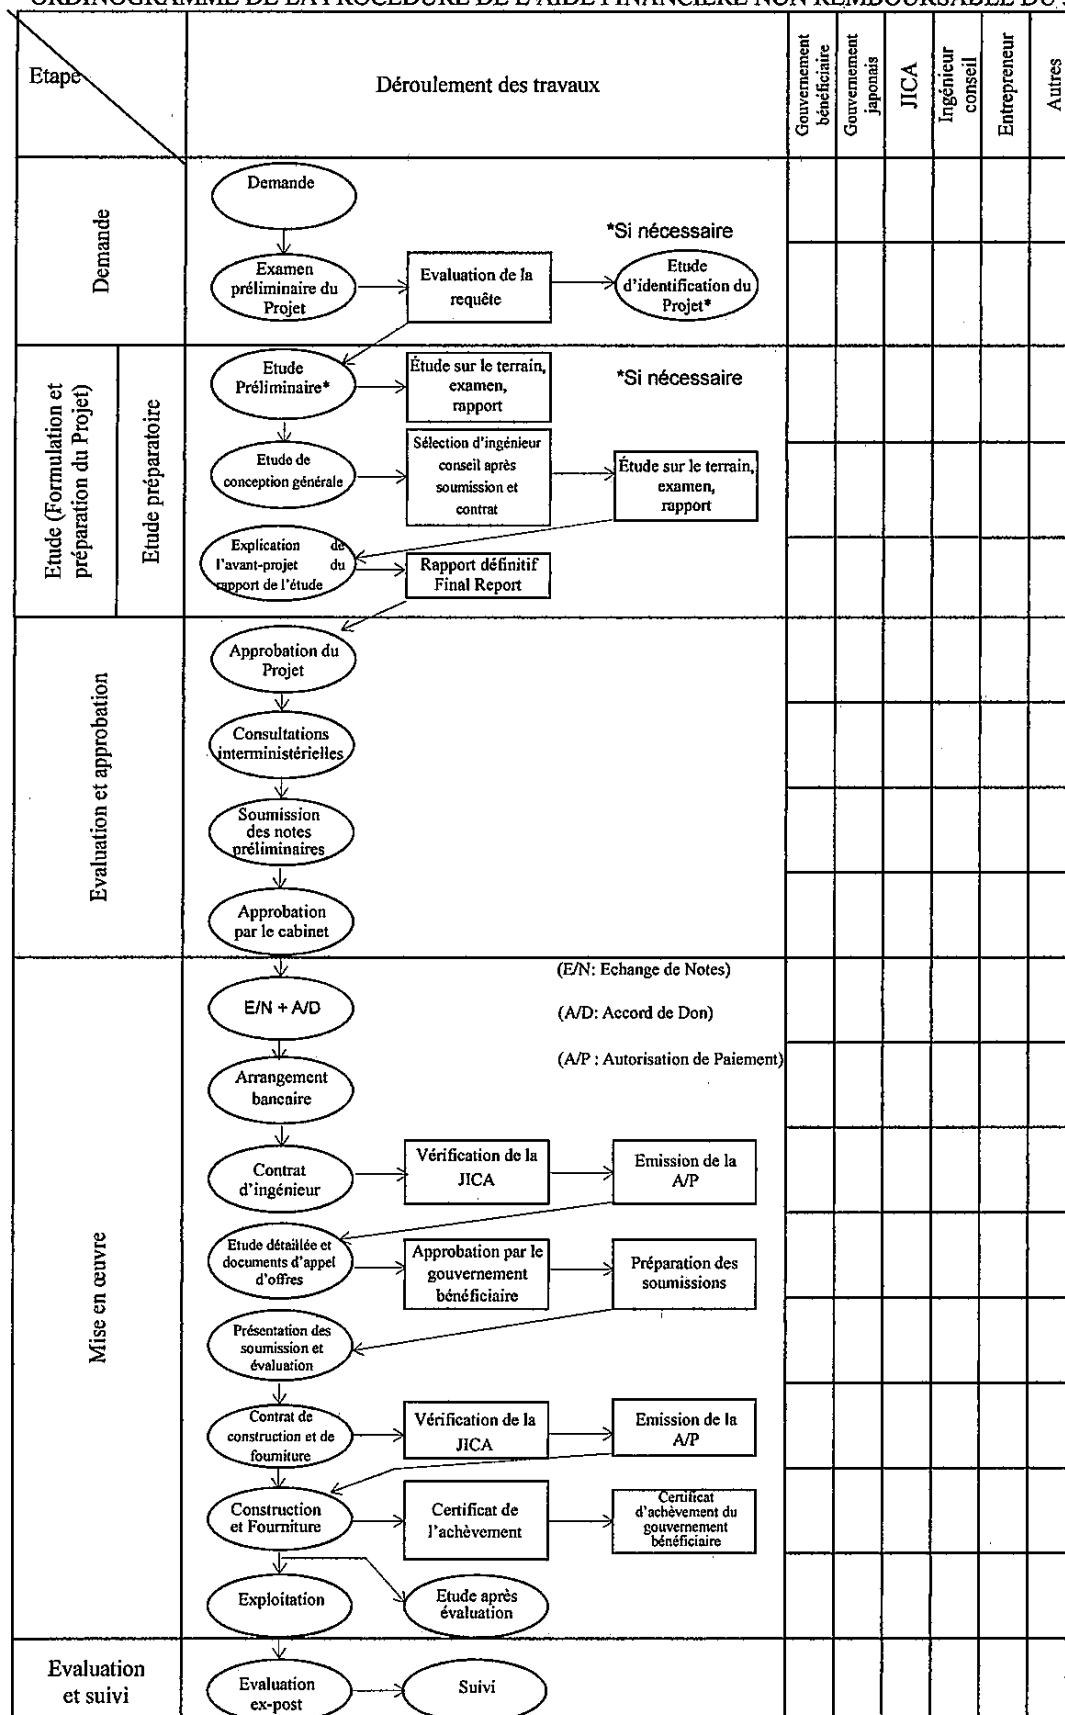 ORDINOGRAMME DE LA PROCEDURE DE L'AIDE FINANCIERE NON REMBOURSABLE DU
Etape
Déroulement des travaux
Gouvernement
bénéficiaire
Gouvernement
japonais
JICA
Ingénieur
conseil
Entrepreneur
Autres
Demande
Demande
*Si nécessaire
Examen
préliminaire du
Projet
Evaluation de la
requête
Etude
d'identification du
Projet*
Etude (Formulation et
préparation du Projet)
Etude préparatoire
Etude
Préliminaire*
Étude sur le terrain,
examen,
rapport
*Si nécessaire
Etude de
conception générale
Sélection d'ingénieur
conseil après
soumission et
contrat
Étude sur le terrain,
examen,
rapport
Explication de
l'avant-projet du
rapport de l'étude
Rapport définitif
Final Report
Evaluation et approbation
Approbation du
Projet
Consultations
interministérielles
Soumission
des notes
préliminaires
Approbation
par le cabinet
Mise en œuvre
(E/N: Echange de Notes)
E/N + A/D
(A/D: Accord de Don)
(A/P : Autorisation de Paiement)
Arrangement
bancaire
Contrat
d'ingénieur
Vérification de la
JICA
Emission de la
A/P
Etude détaillée et
documents d'appel
d'offres
Approbation par le
gouvernement
bénéficiaire
Préparation des
soumissions
Présentation des
soumission et
évaluation
Contrat de
construction et de
fourniture
Vérification de la
JICA
Emission de la
A/P
Construction
et Fourniture
Certificat de
l'achèvement
Certificat
d'achèvement du
gouvernement
bénéficiaire
Exploitation
Etude après
évaluation
Evaluation
et suivi
Evaluation
ex-post
Suivi